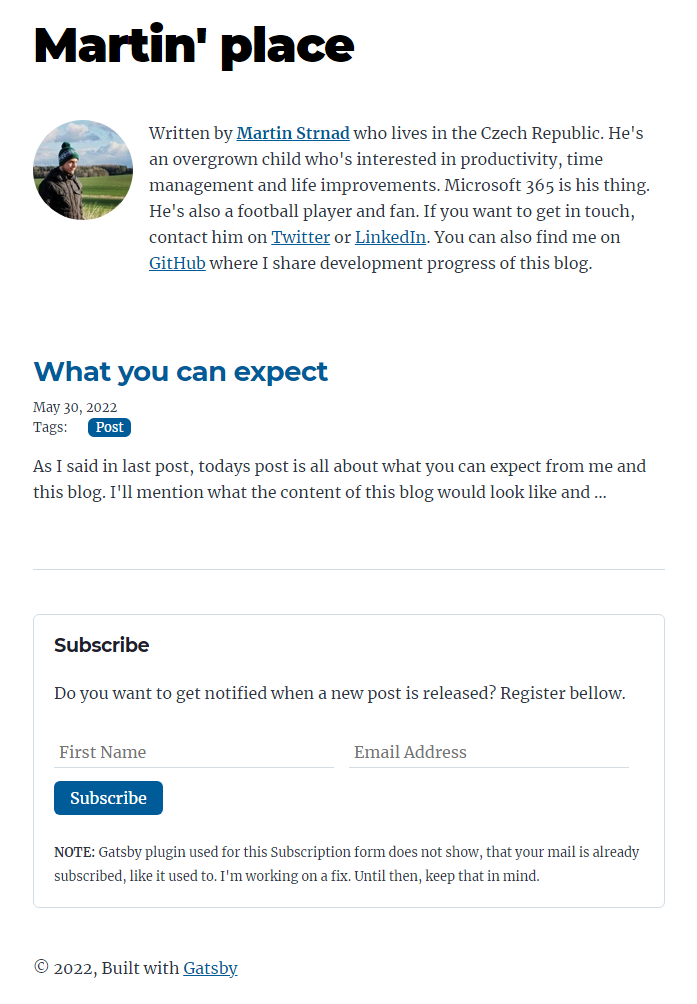 Martin' place
Written by Martin Strnad who lives in the Czech Republic. He's
an overgrown child who's interested in productivity, time
management and life improvements. Microsoft 365 is his thing.
He's also a football player and fan. If you want to get in touch,
contact him on Twitter or LinkedIn. You can also find me on
GitHub where I share development progress of this blog.
What you can expect
May 30, 2022
Tags: Post
As I said in last post, todays post is all about what you can expect from me and
this blog. I'll mention what the content of this blog would look like and ...
Subscribe
Do you want to get notified when a new post is released? Register bellow.
First Name Email Address
Subscribe
NOTE: Gatsby plugin used for this Subscription form does not show, that your mail is already
subscribed, like it used to. I'm working on a fix. Until then, keep that in mind.
© 2022, Built with Gatsby